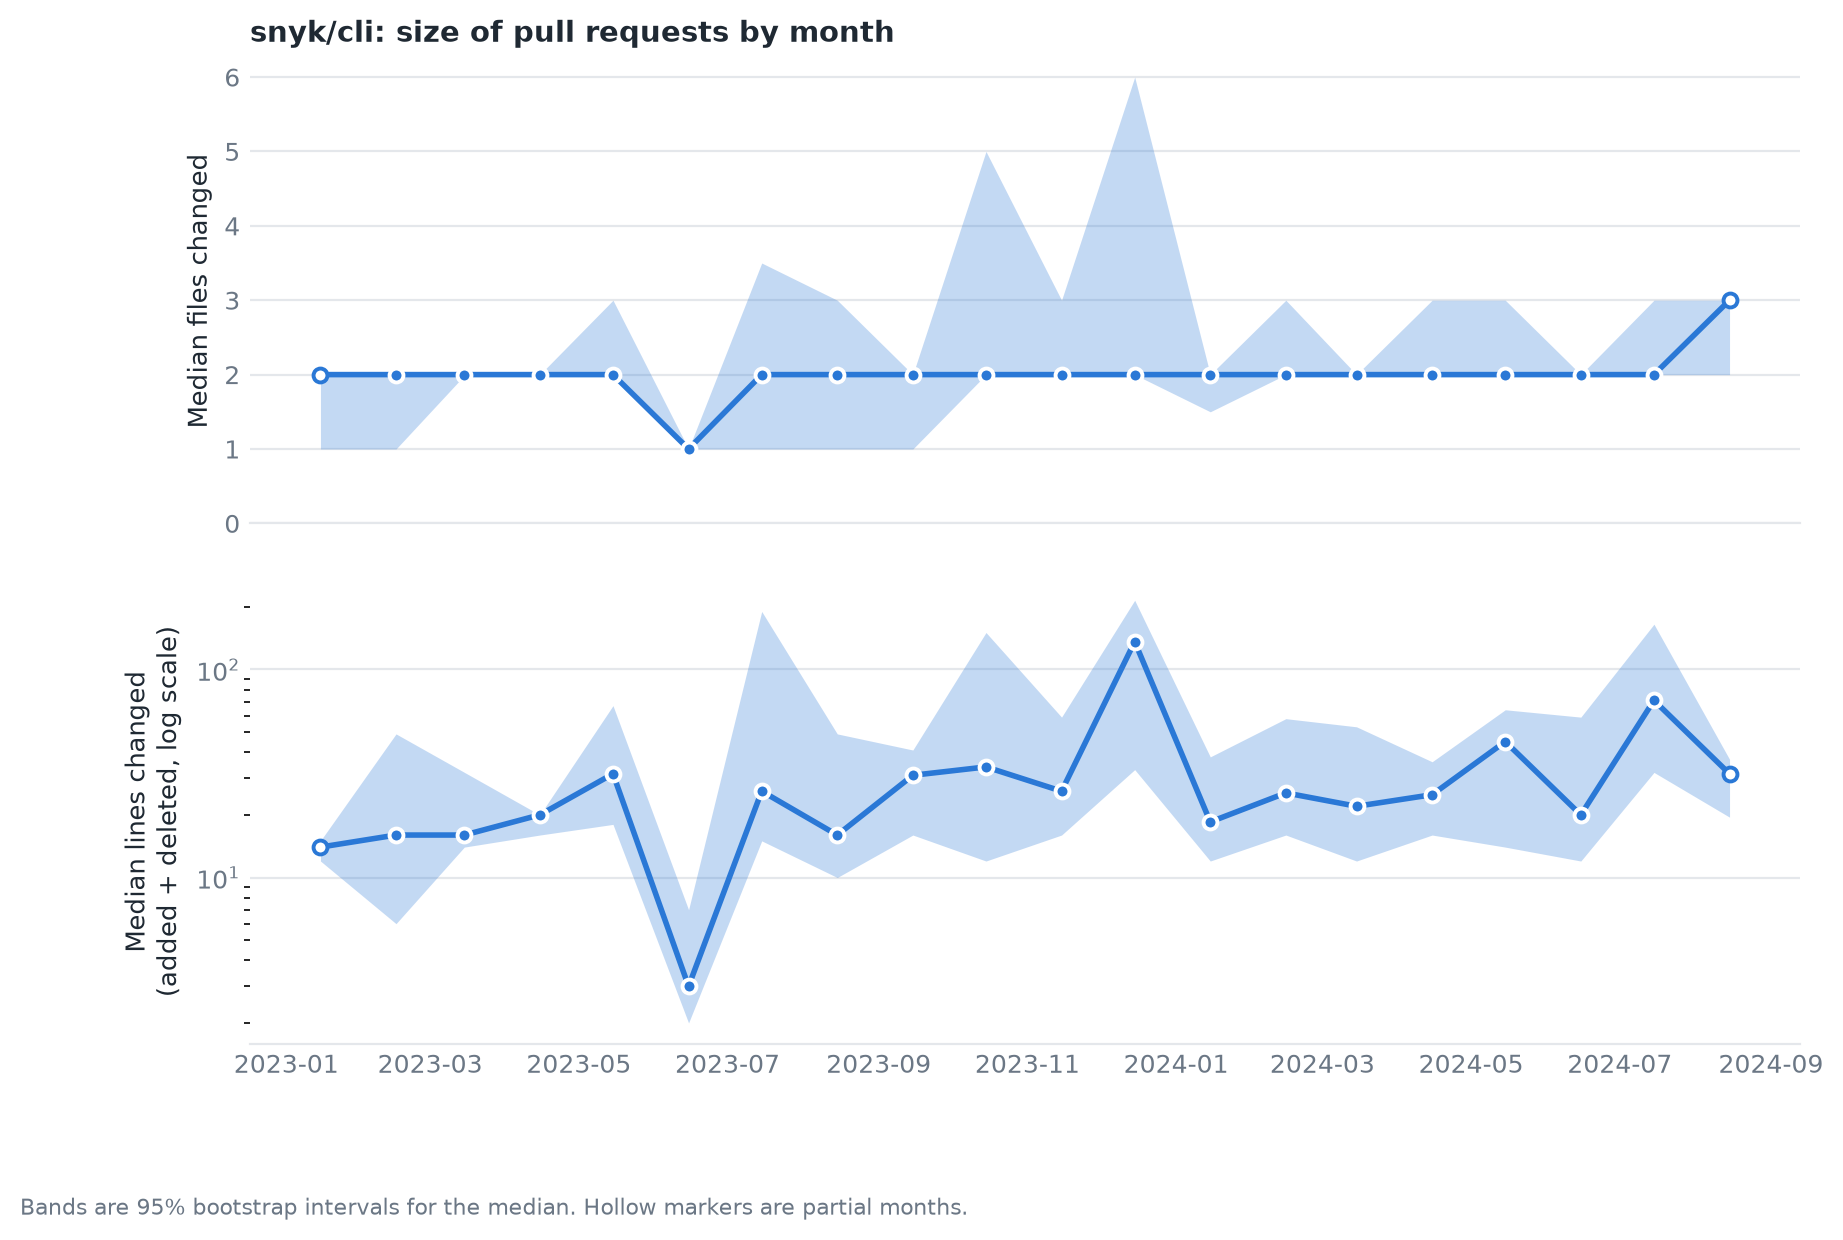 snyk/cli: size of pull requests by month
Median files changed
6
5
4
3
2
1
0
Median lines changed
(added + deleted, log scale)
10²
10¹
2023-01 2023-03 2023-05 2023-07 2023-09 2023-11 2024-01 2024-03 2024-05 2024-07 2024-09
Bands are 95% bootstrap intervals for the median. Hollow markers are partial months.